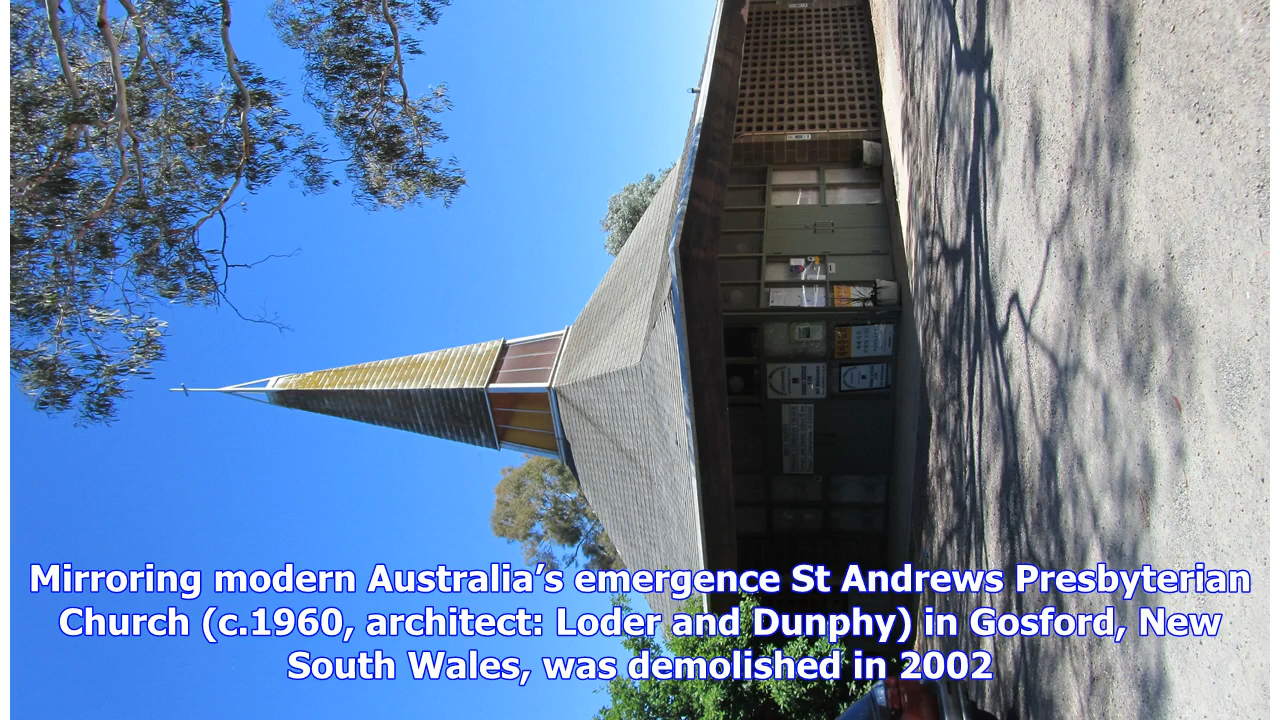 Mirroring modern Australia’s emergence St Andrews Presbyterian
Church (c.1960, architect: Loder and Dunphy) in Gosford, New
South Wales, was demolished in 2002